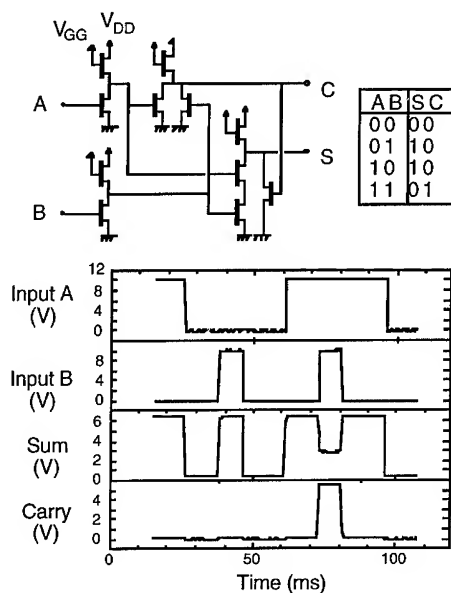 V_GG V_DD
A
B
C
S
A B S C
0 0 0 0
0 1 1 0
1 0 1 0
1 1 0 1
Input A
(V)
12
8
4
0
Input B
(V)
8
4
0
Sum
(V)
6
4
2
0
Carry
(V)
4
2
0
0 50 100
Time (ms)